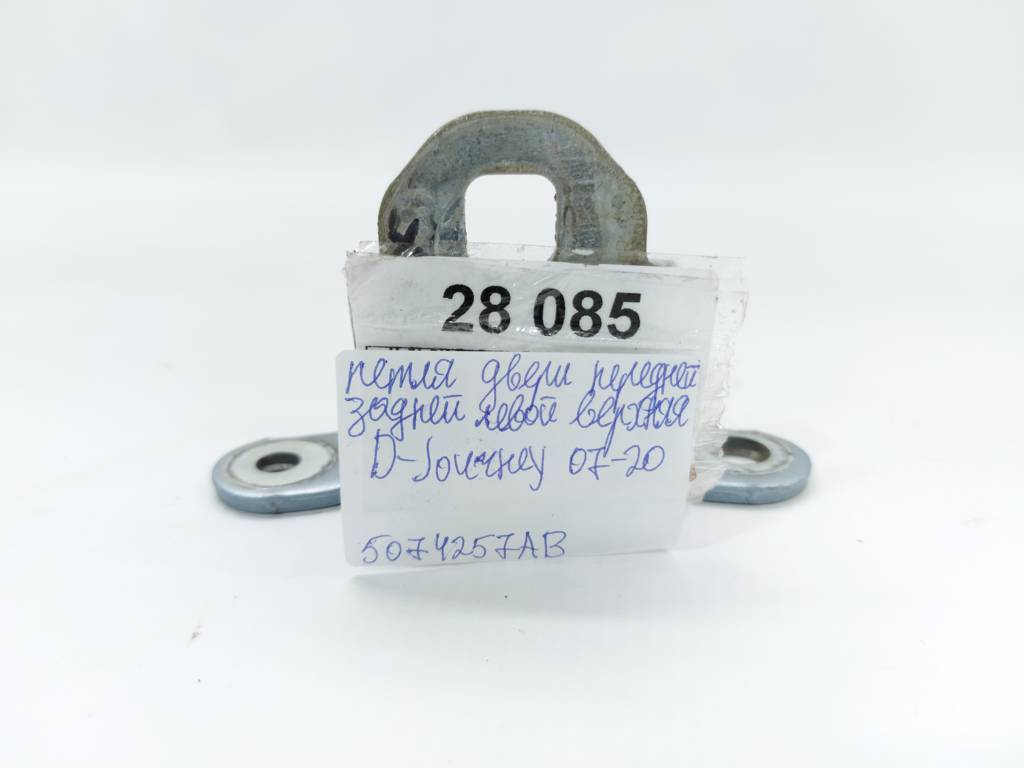 28 085
петля двери передней
задней левой верхняя
D-Journey 07-20
5074257AB